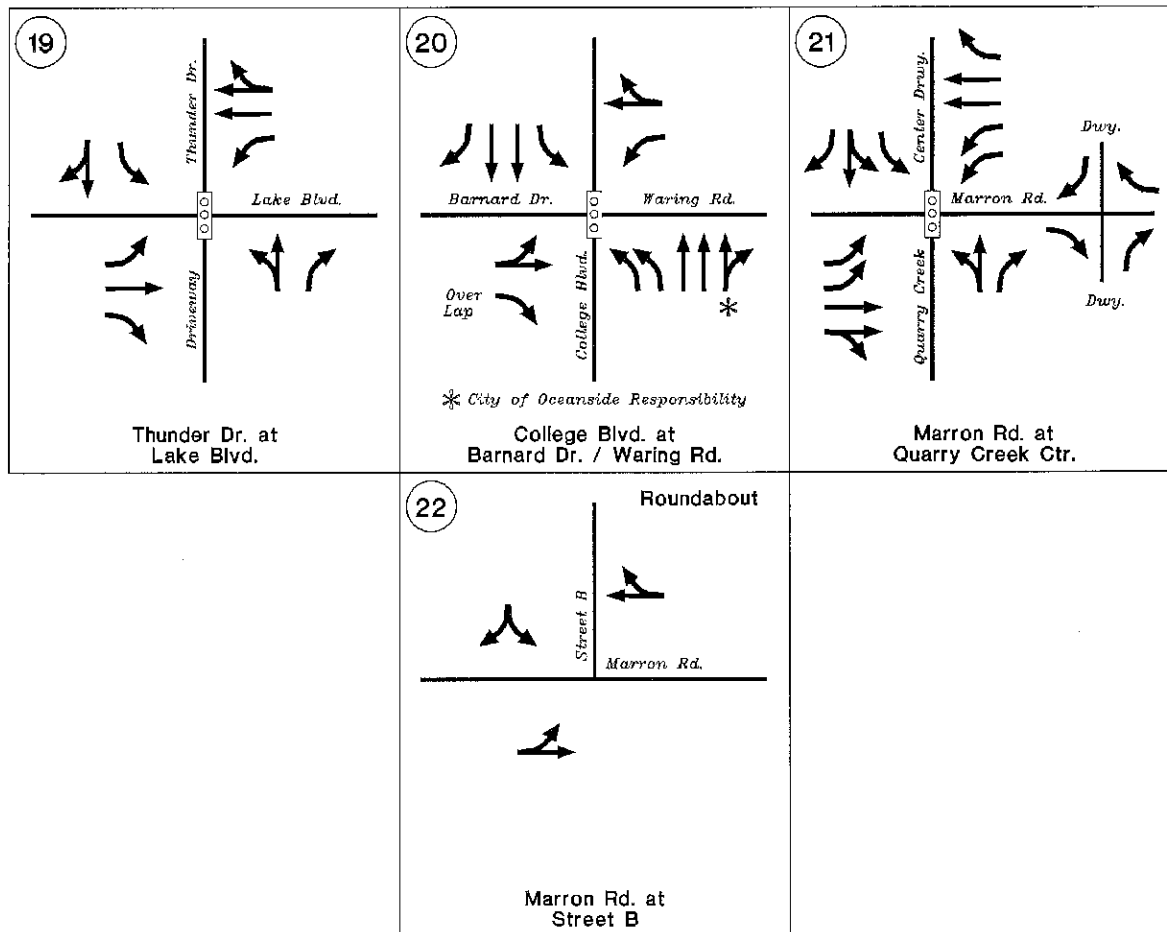 19
Thunder Dr.
Lake Blvd.
Driveway
Thunder Dr. at
Lake Blvd.
20
Barnard Dr.
Waring Rd.
Over
Lap
College Blvd.
* City of Oceanside Responsibility
College Blvd. at
Barnard Dr. / Waring Rd.
21
Center Drwy.
Dwy.
Marron Rd.
Quarry Creek
Dwy.
Marron Rd. at
Quarry Creek Ctr.
22
Roundabout
Street B
Marron Rd.
Marron Rd. at
Street B